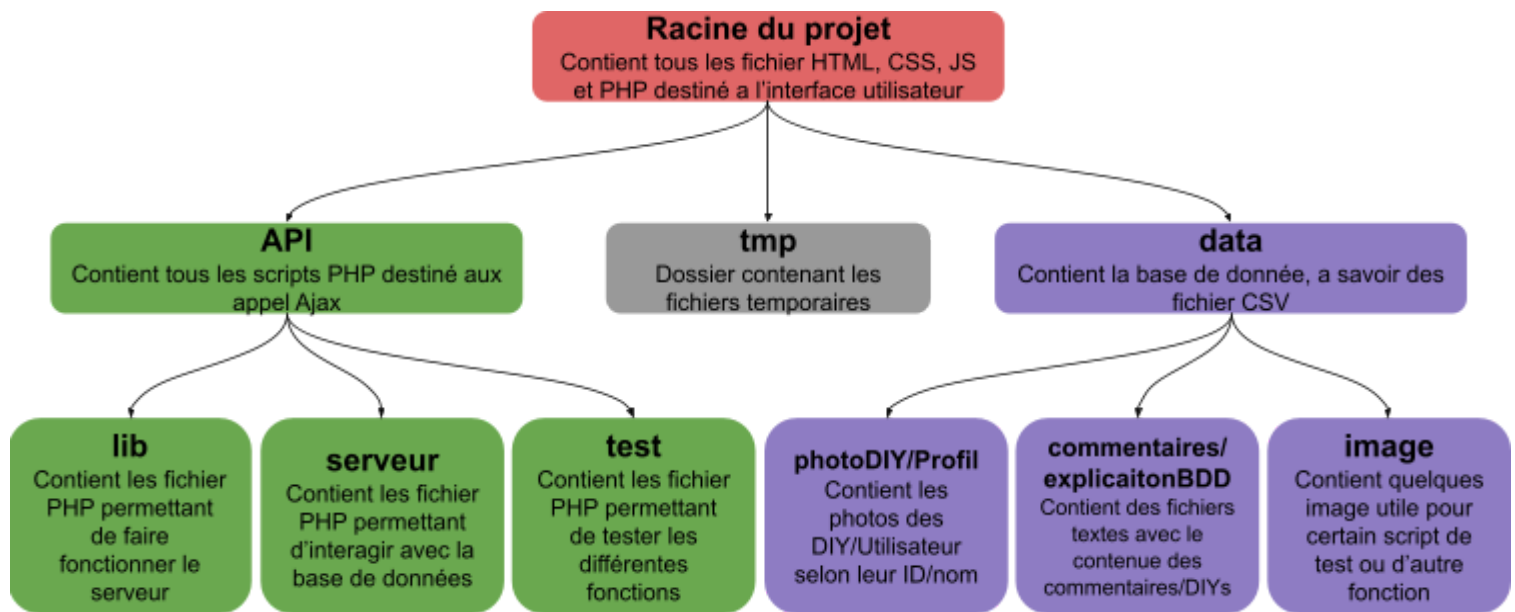 Racine du projet
Contient tous les fichier HTML, CSS, JS
et PHP destiné a l'interface utilisateur
API
Contient tous les scripts PHP destiné aux
appel Ajax
tmp
Dossier contenant les
fichiers temporaires
data
Contient la base de donnée, a savoir des
fichier CSV
lib
Contient les fichier
PHP permettant
de faire
fonctionner le
serveur
serveur
Contient les fichier
PHP permettant
d'interagir avec la
base de données
test
Contient les fichier
PHP permettant
de tester les
différentes
fonctions
photoDIY/Profil
Contient les
photos des
DIY/Utilisateur
selon leur ID/nom
commentaires/
explicaitonBDD
Contient des fichiers
textes avec le
contenue des
commentaires/DIYs
image
Contient quelques
image utile pour
certain script de
test ou d'autre
fonction